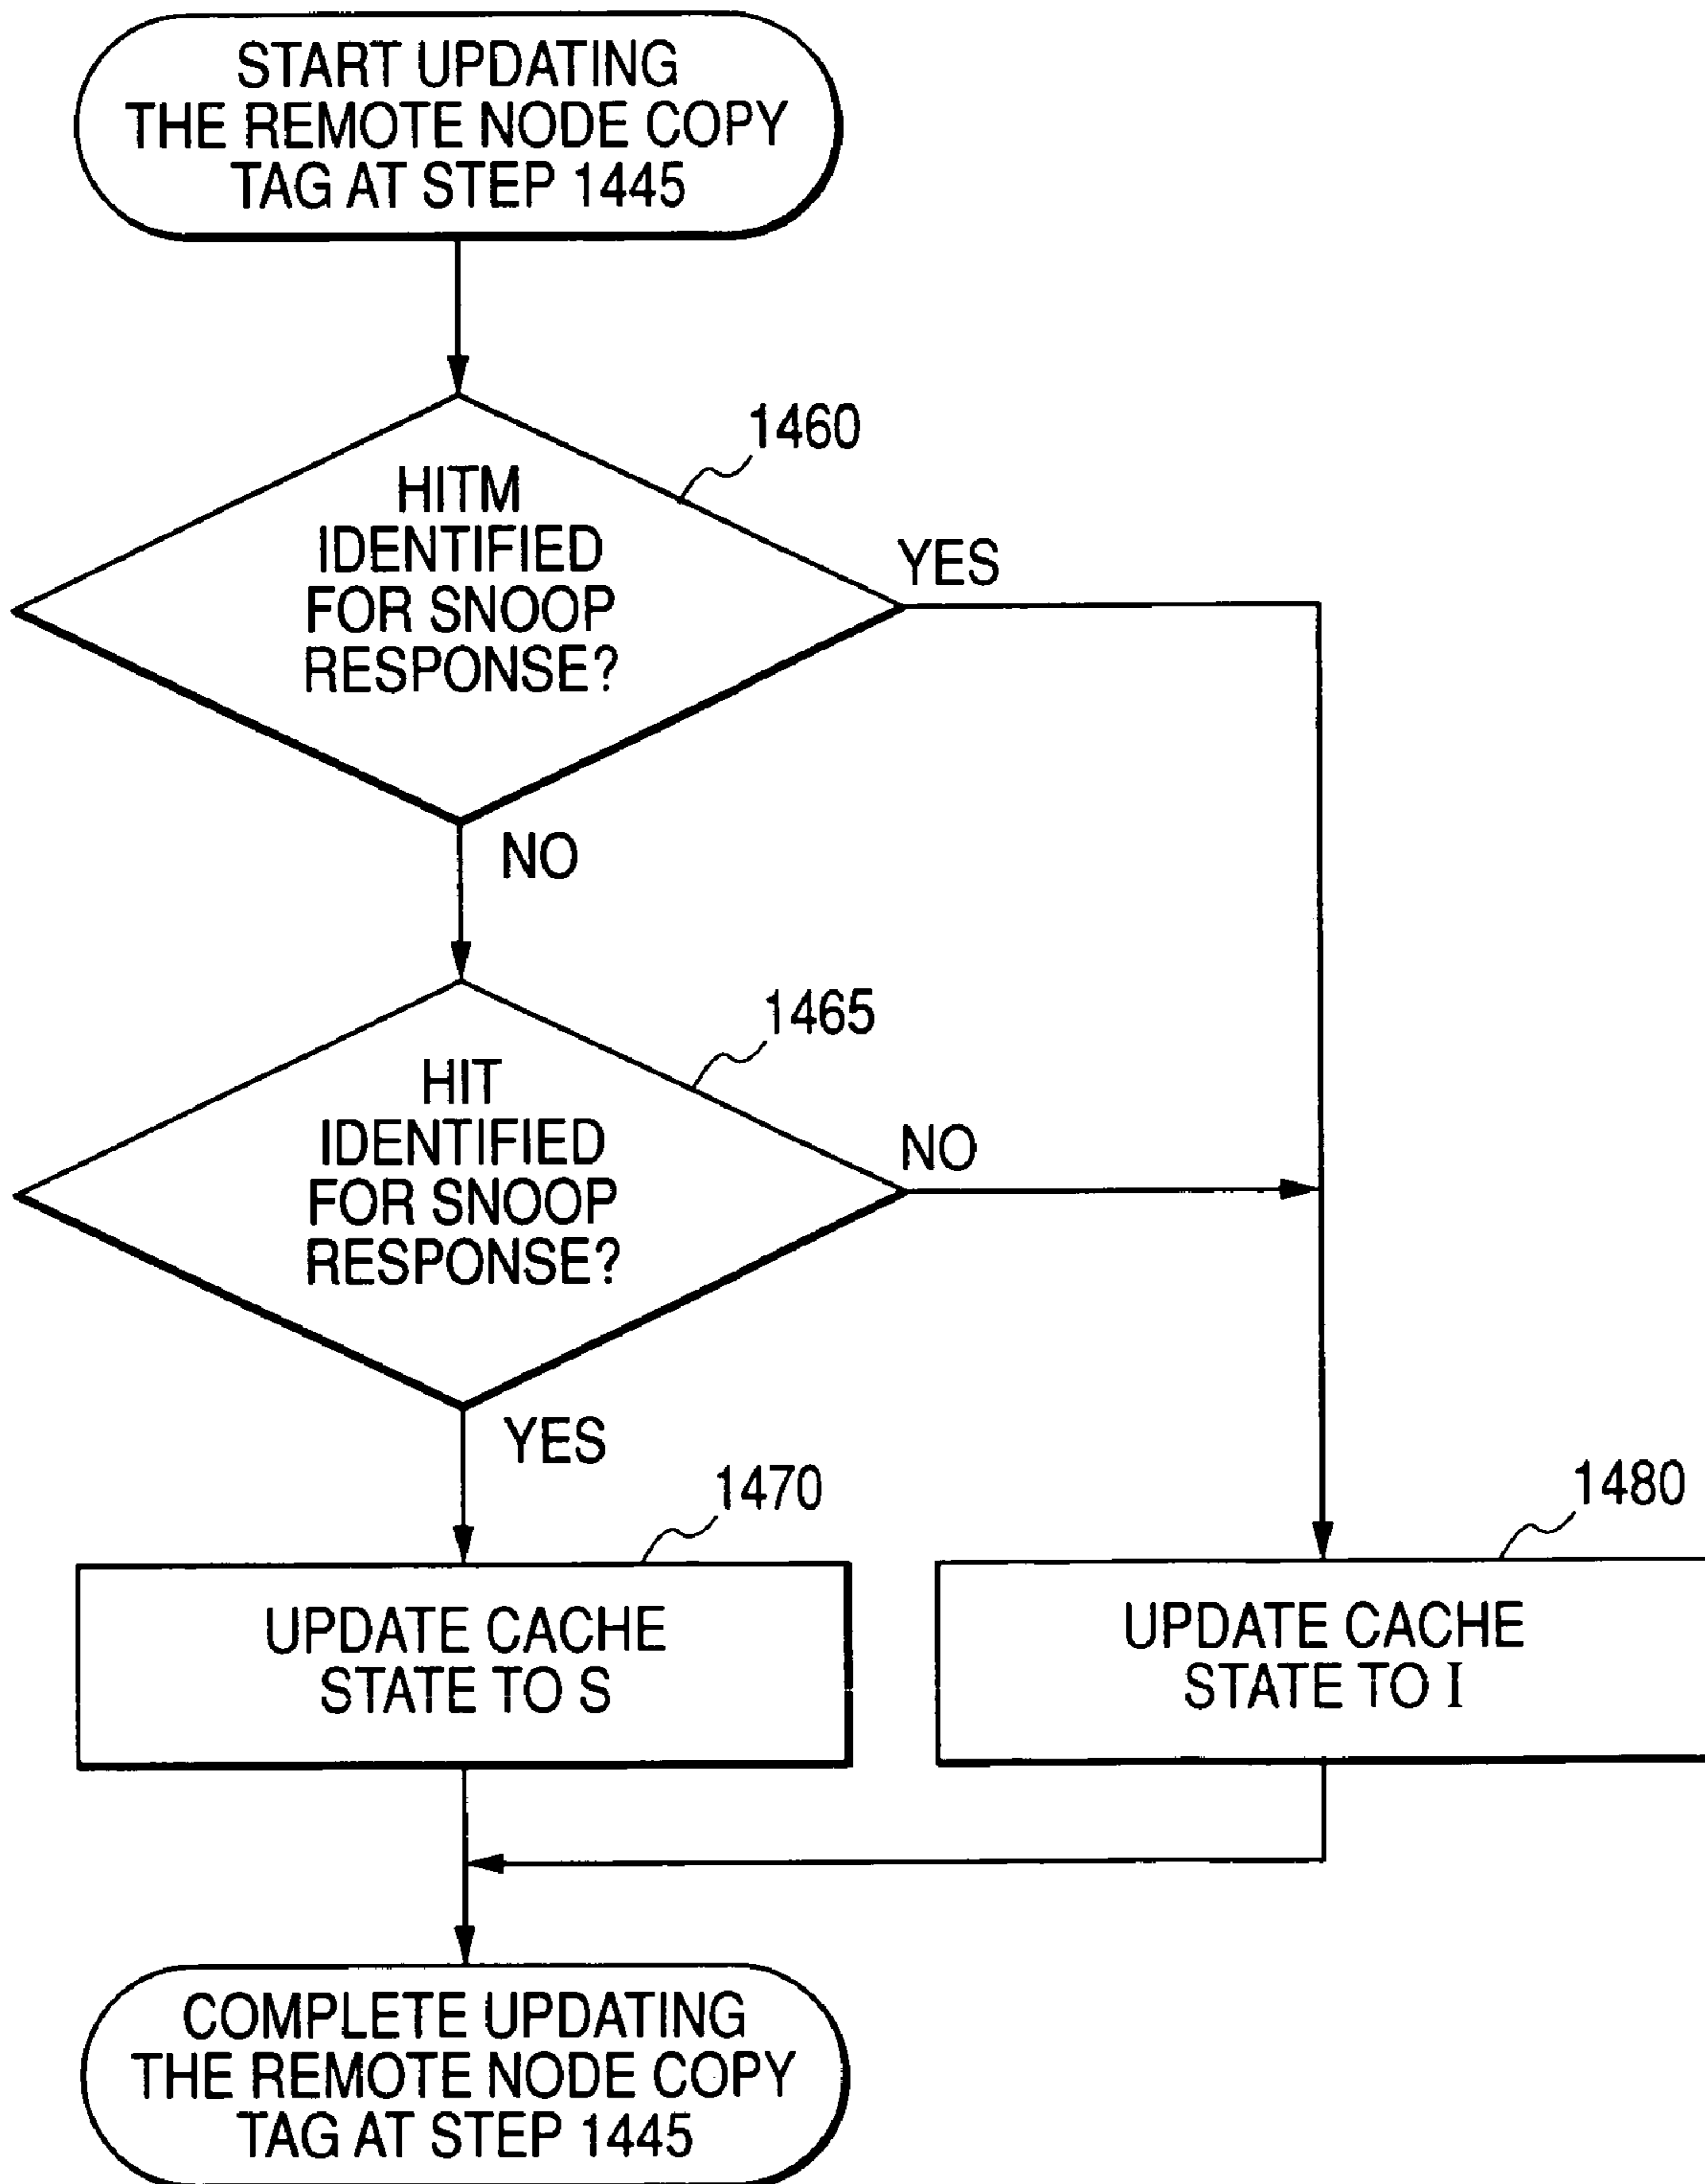 START UPDATING
THE REMOTE NODE COPY
TAG AT STEP 1445
1460
HITM
IDENTIFIED
FOR SNOOP
RESPONSE?
YES
NO
1465
HIT
IDENTIFIED
FOR SNOOP
RESPONSE?
NO
YES
1470
1480
UPDATE CACHE
STATE TO S
UPDATE CACHE
STATE TO I
COMPLETE UPDATING
THE REMOTE NODE COPY
TAG AT STEP 1445